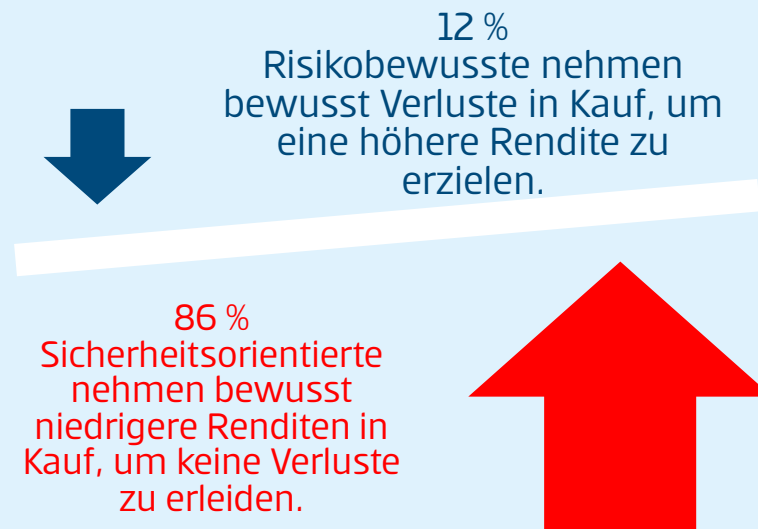 12 %
Risikobewusste nehmen
bewusst Verluste in Kauf, um
eine höhere Rendite zu
erzielen.
86 %
Sicherheitsorientierte
nehmen bewusst
niedrigere Renditen in
Kauf, um keine Verluste
zu erleiden.